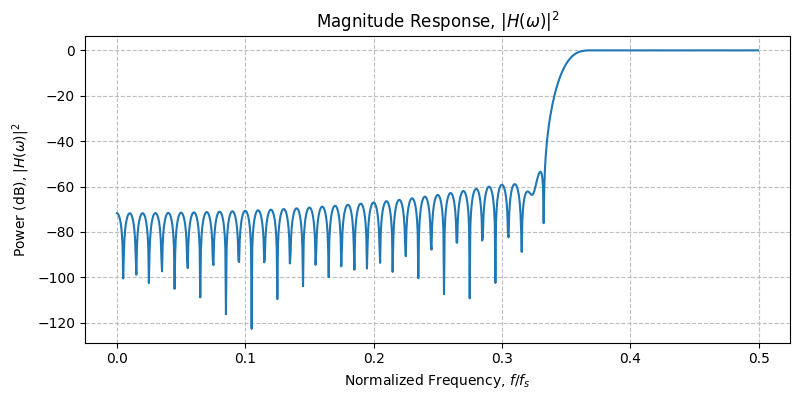 Magnitude Response, |H(ω)|²
0
−20
−40
−60
−80
−100
−120
Power (dB), |H(ω)|²
0.0 0.1 0.2 0.3 0.4 0.5
Normalized Frequency, f/fₛ